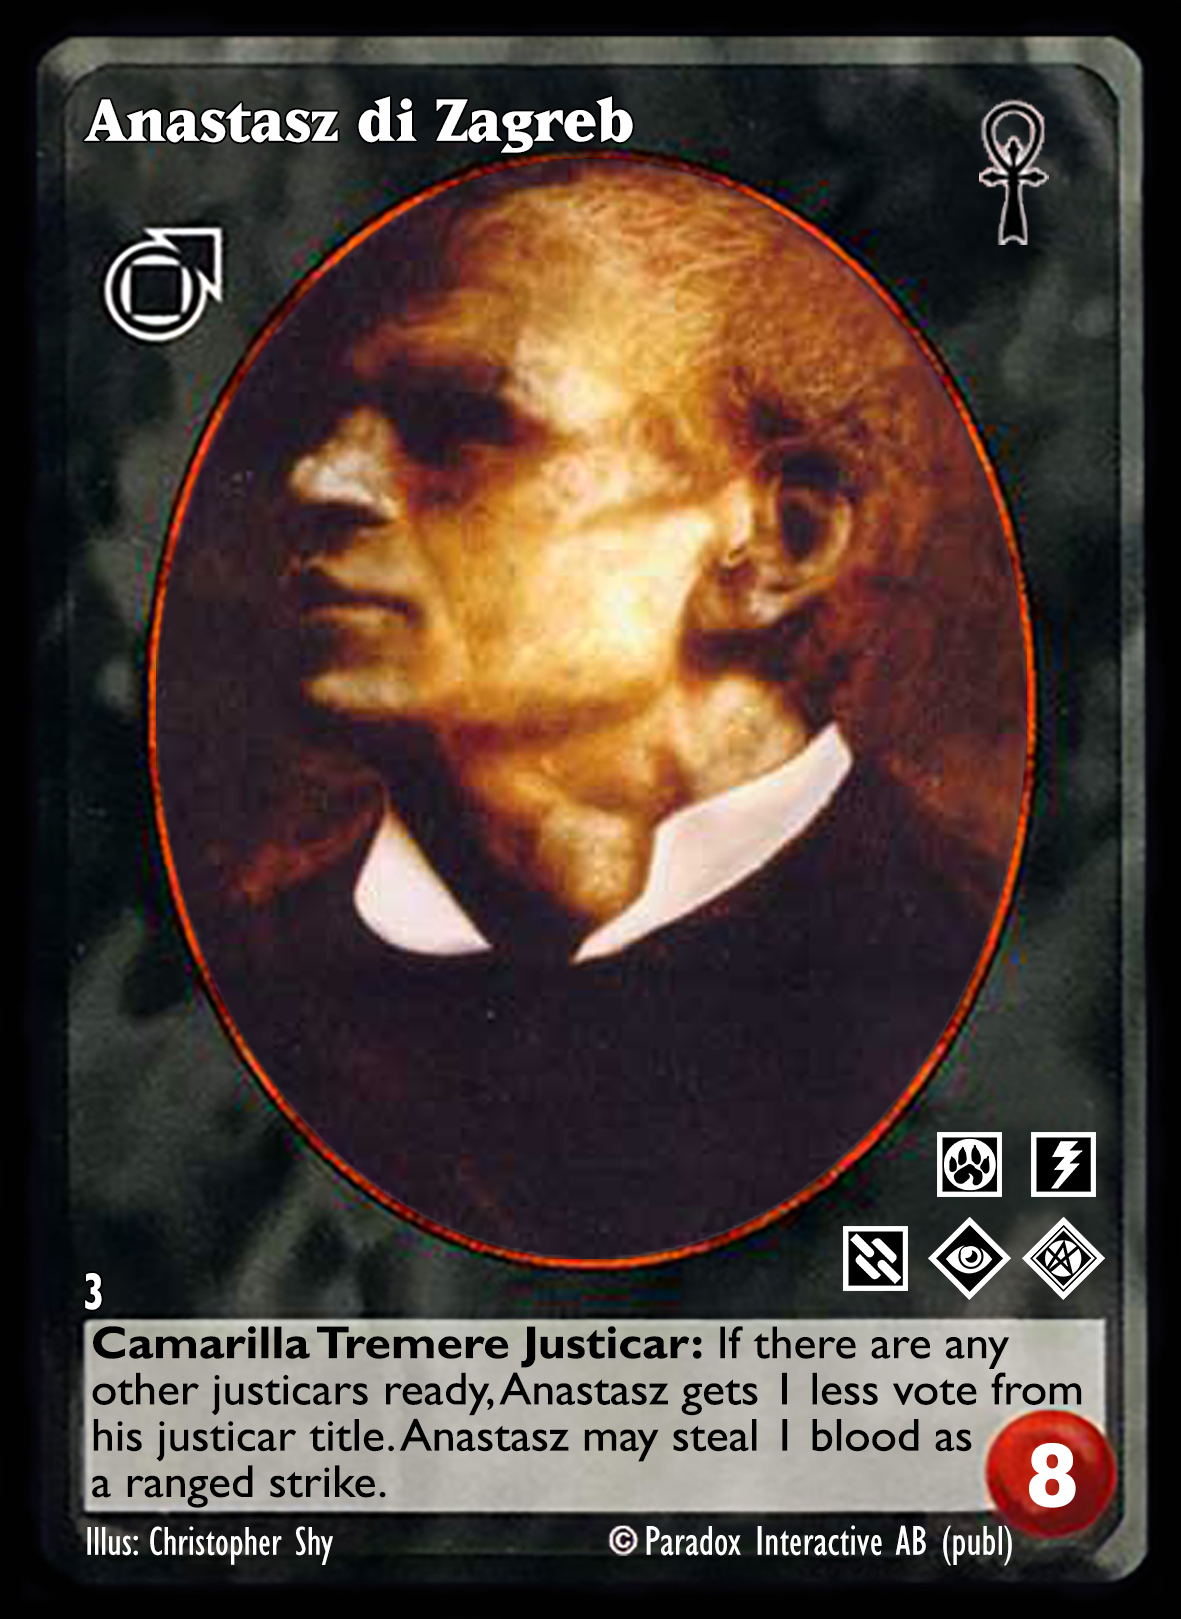 Anastasz di Zagreb
3
Camarilla Tremere Justicar: If there are any
other justicars ready, Anastasz gets 1 less vote from
his justicar title. Anastasz may steal 1 blood as
a ranged strike.
8
Illus: Christopher Shy © Paradox Interactive AB (publ)